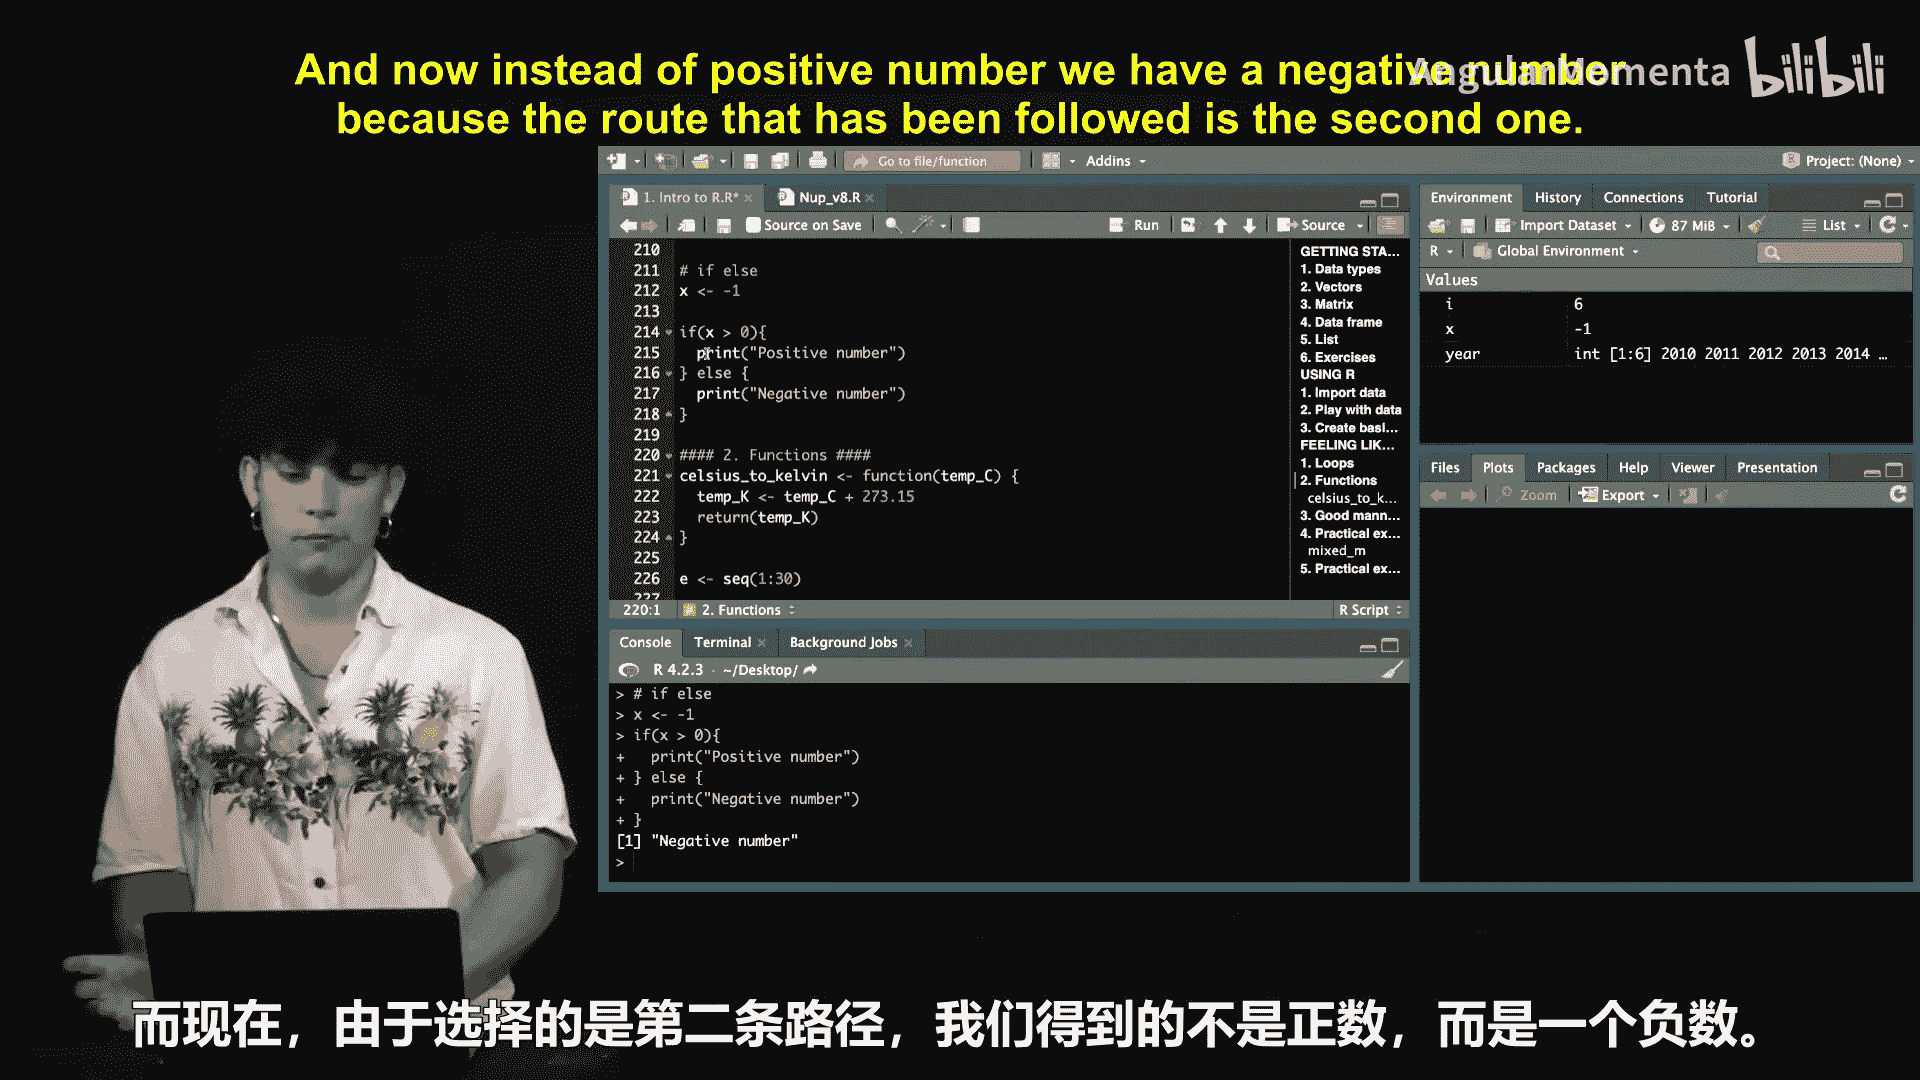 And now instead of positive number we have a negative number
because the route that has been followed is the second one.
AngularMomenta bilibili
Go to file/function Addins Project: (None)
1. Intro to R.R* Nup_v8.R
Source on Save Run Source
210
211 # if else
212 x <- -1
213
214 if(x > 0){
215 print("Positive number")
216 } else {
217 print("Negative number")
218 }
219
220 #### 2. Functions ####
221 celsius_to_kelvin <- function(temp_C) {
222 temp_K <- temp_C + 273.15
223 return(temp_K)
224 }
225
226 e <- seq(1:30)
227
220:1 2. Functions R Script
GETTING STA...
1. Data types
2. Vectors
3. Matrix
4. Data frame
5. List
6. Exercises
USING R
1. Import data
2. Play with data
3. Create basi...
FEELING LIK...
1. Loops
2. Functions
celsius_to_k...
3. Good mann...
4. Practical ex...
mixed_m
5. Practical ex...
Console Terminal Background Jobs
R 4.2.3 · ~/Desktop/
> # if else
> x <- -1
> if(x > 0){
+ print("Positive number")
+ } else {
+ print("Negative number")
+ }
[1] "Negative number"
>
Environment History Connections Tutorial
Import Dataset 87 MiB List
R Global Environment
Values
i 6
x -1
year int [1:6] 2010 2011 2012 2013 2014 …
Files Plots Packages Help Viewer Presentation
Zoom Export
而现在，由于选择的是第二条路径，我们得到的不是正数，而是一个负数。